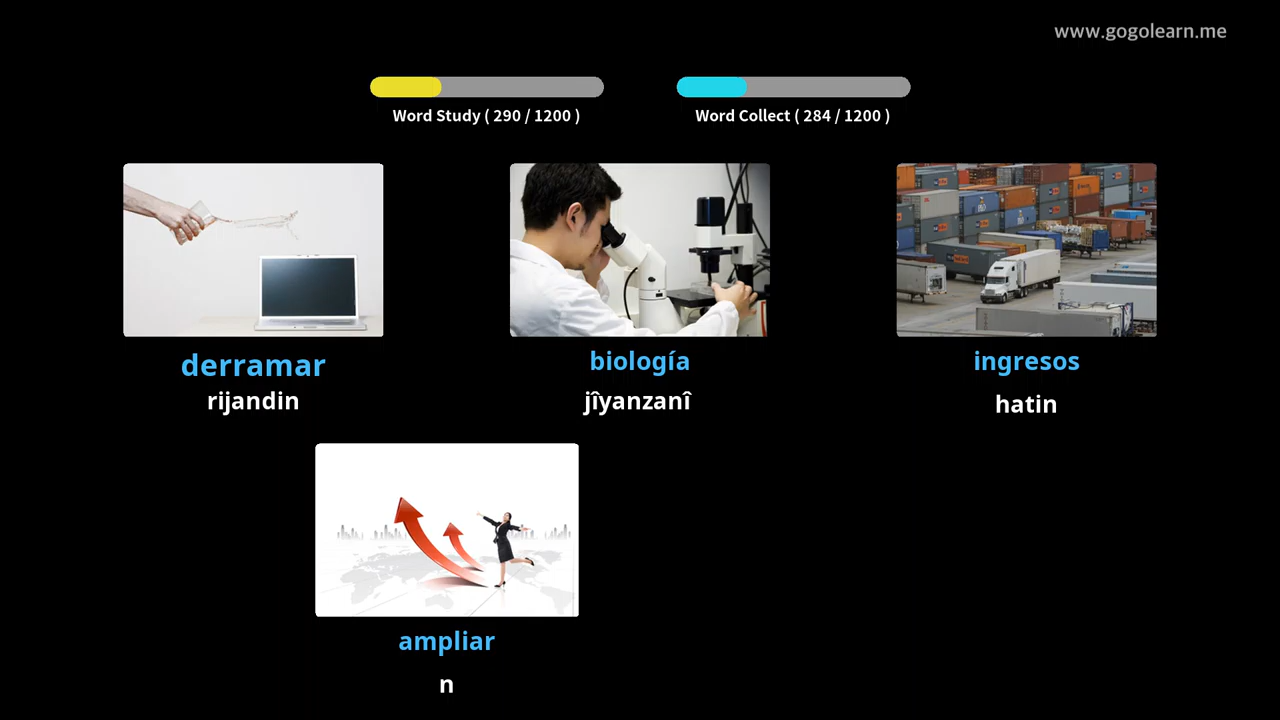 www.gogolearn.me
Word Study ( 290 / 1200 )
Word Collect ( 284 / 1200 )
derramar
rijandin
biología
jîyanzanî
ingresos
hatin
ampliar
n